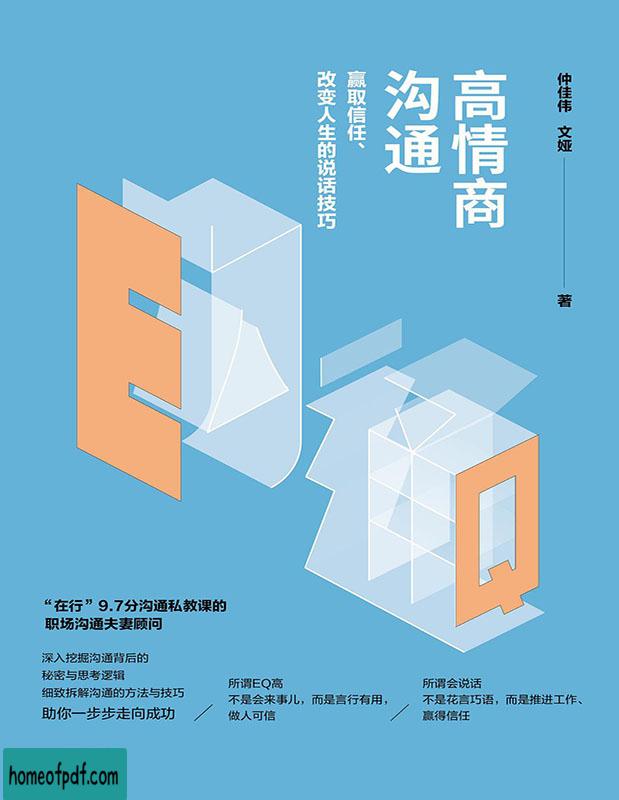 仲佳伟 文娅
著
高情商
沟通
赢取信任、
改变人生的说话技巧
E
Q
“在行”9.7分沟通私教课的
职场沟通夫妻顾问
深入挖掘沟通背后的
秘密与思考逻辑
细致拆解沟通的方法与技巧
助你一步步走向成功
所谓EQ高
不是会来事儿，而是言行有用，
做人可信
所谓会说话
不是花言巧语，而是推进工作、
赢得信任
homeofpdf.com